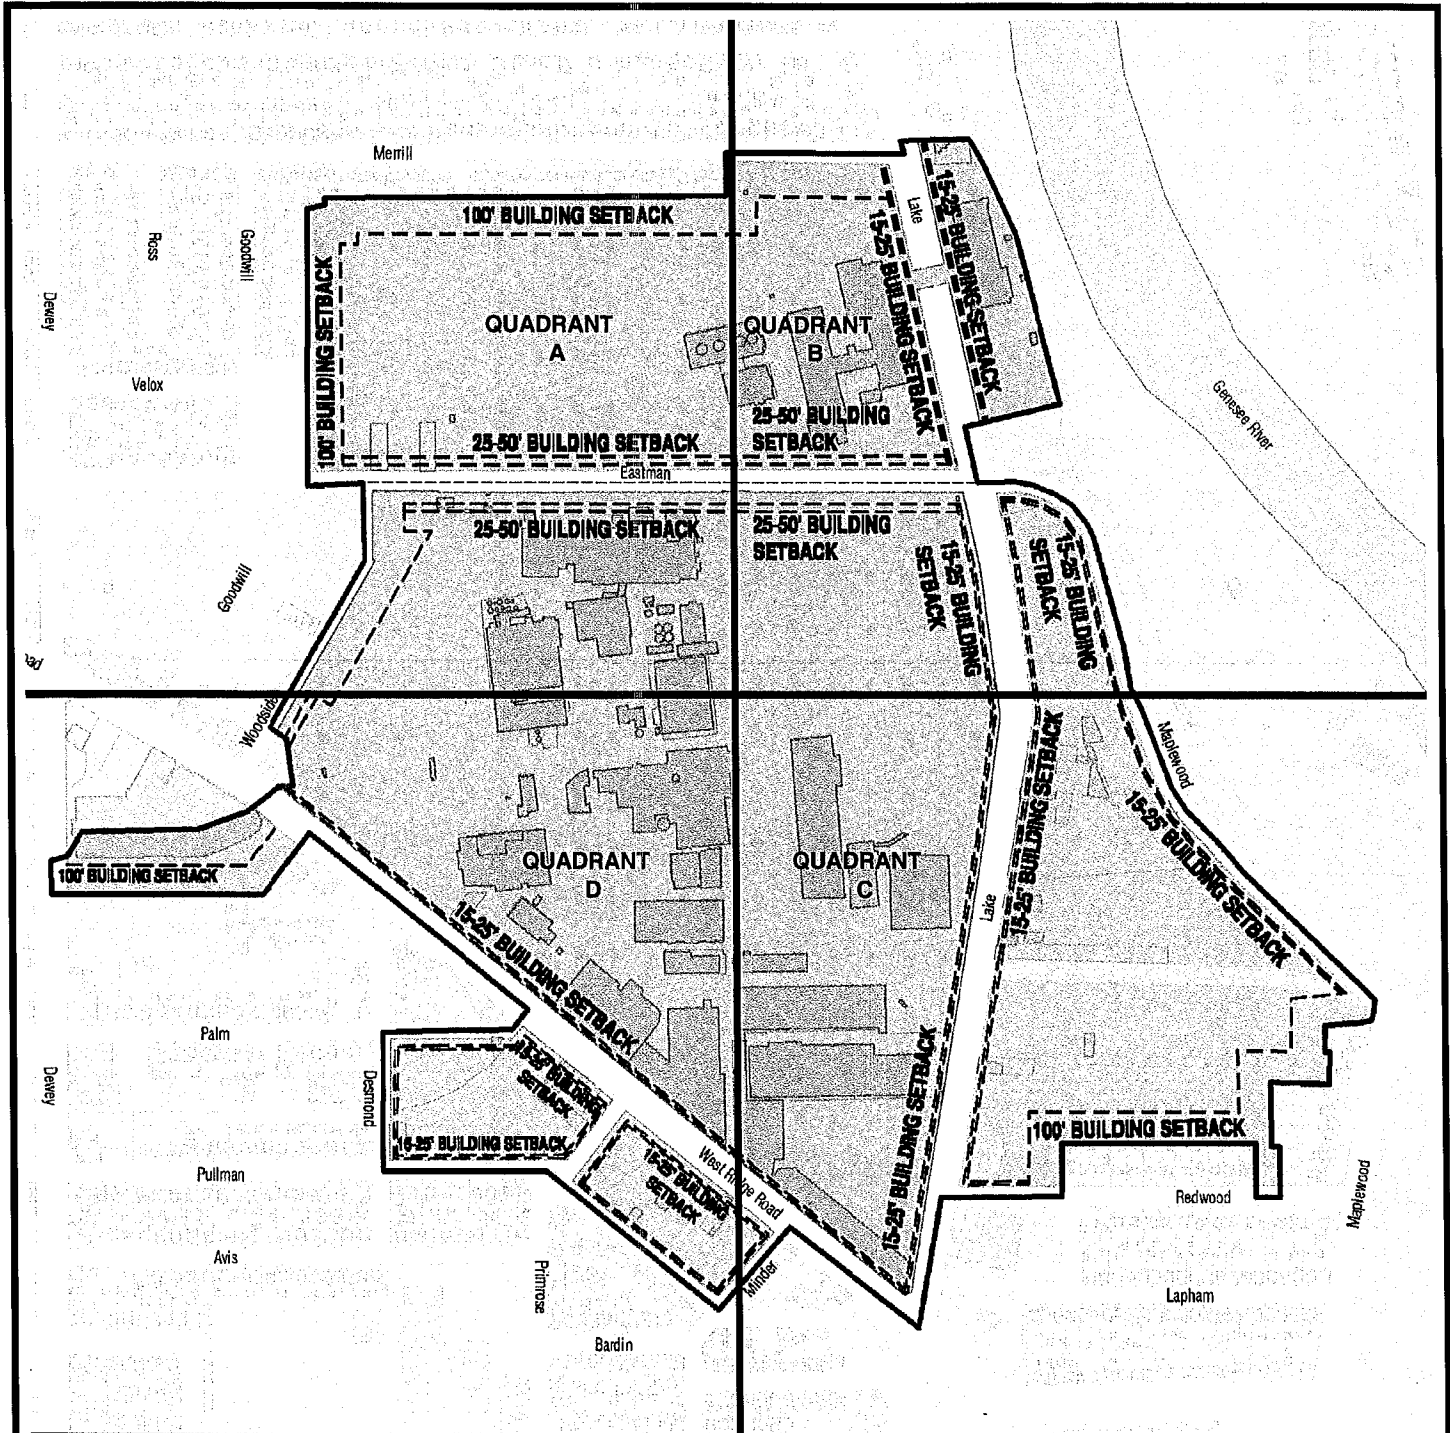 Merrill
100' BUILDING SETBACK
Lake
15-25' BUILDING SETBACK
15-25' BUILDING SETBACK
Ross
Goodwill
Dewey
100' BUILDING SETBACK
QUADRANT
A
QUADRANT
B
Velox
Genesee River
25-50' BUILDING SETBACK
25-50' BUILDING
SETBACK
Eastman
25-50' BUILDING SETBACK
25-50' BUILDING
SETBACK
15-25' BUILDING
SETBACK
15-25' BUILDING
SETBACK
Goodwill
Woodside
Maplewood
15-25' BUILDING SETBACK
15-25' BUILDING SETBACK
100' BUILDING SETBACK
QUADRANT
D
QUADRANT
C
Lake
15-25' BUILDING SETBACK
Palm
Dewey
Desmond
15-25' BUILDING
SETBACK
15-25' BUILDING SETBACK
15-25' BUILDING SETBACK
100' BUILDING SETBACK
Pullman
15-25' BUILDING
SETBACK
West Ridge Road
Redwood
Maplewood
Avis
Primrose
Minder
Lapham
Bardin